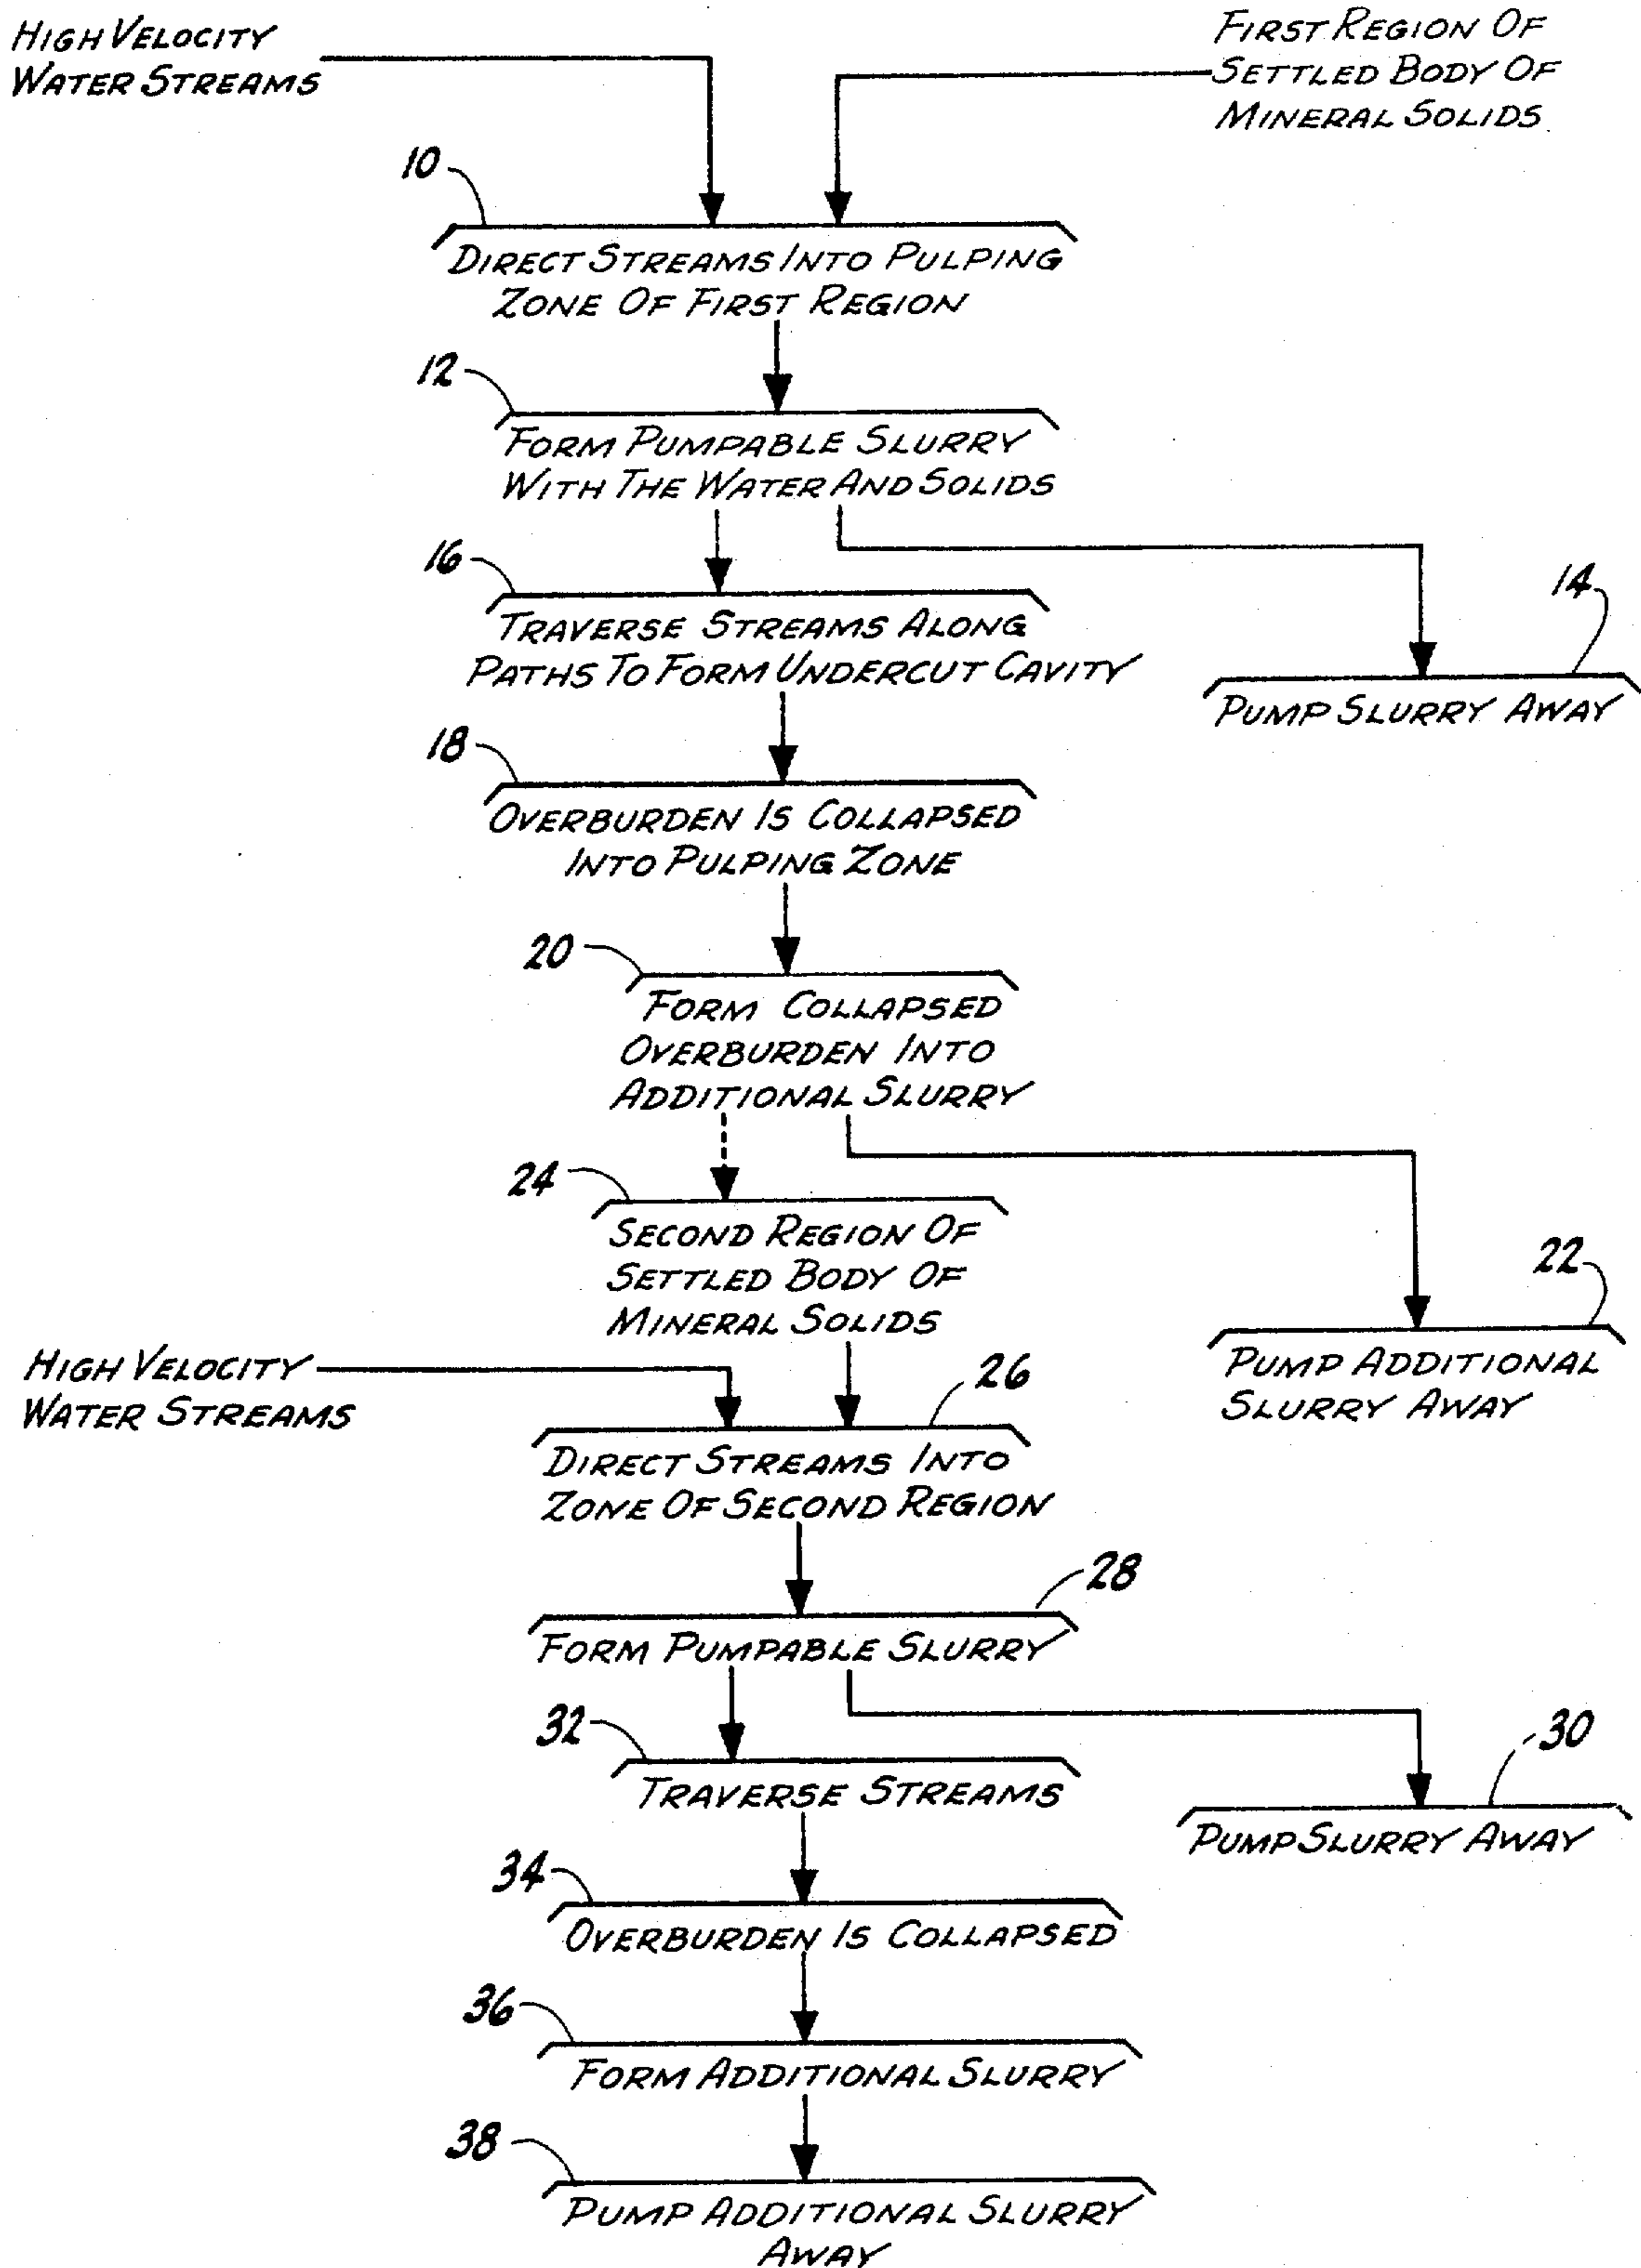 HIGH VELOCITY
WATER STREAMS
FIRST REGION OF
SETTLED BODY OF
MINERAL SOLIDS
10
DIRECT STREAMS INTO PULPING
ZONE OF FIRST REGION
12
FORM PUMPABLE SLURRY
WITH THE WATER AND SOLIDS
16
TRAVERSE STREAMS ALONG
PATHS TO FORM UNDERCUT CAVITY
14
PUMP SLURRY AWAY
18
OVERBURDEN IS COLLAPSED
INTO PULPING ZONE
20
FORM COLLAPSED
OVERBURDEN INTO
ADDITIONAL SLURRY
24
SECOND REGION OF
SETTLED BODY OF
MINERAL SOLIDS
22
PUMP ADDITIONAL
SLURRY AWAY
HIGH VELOCITY
WATER STREAMS
26
DIRECT STREAMS INTO
ZONE OF SECOND REGION
28
FORM PUMPABLE SLURRY
32
TRAVERSE STREAMS
30
PUMP SLURRY AWAY
34
OVERBURDEN IS COLLAPSED
36
FORM ADDITIONAL SLURRY
38
PUMP ADDITIONAL SLURRY
AWAY